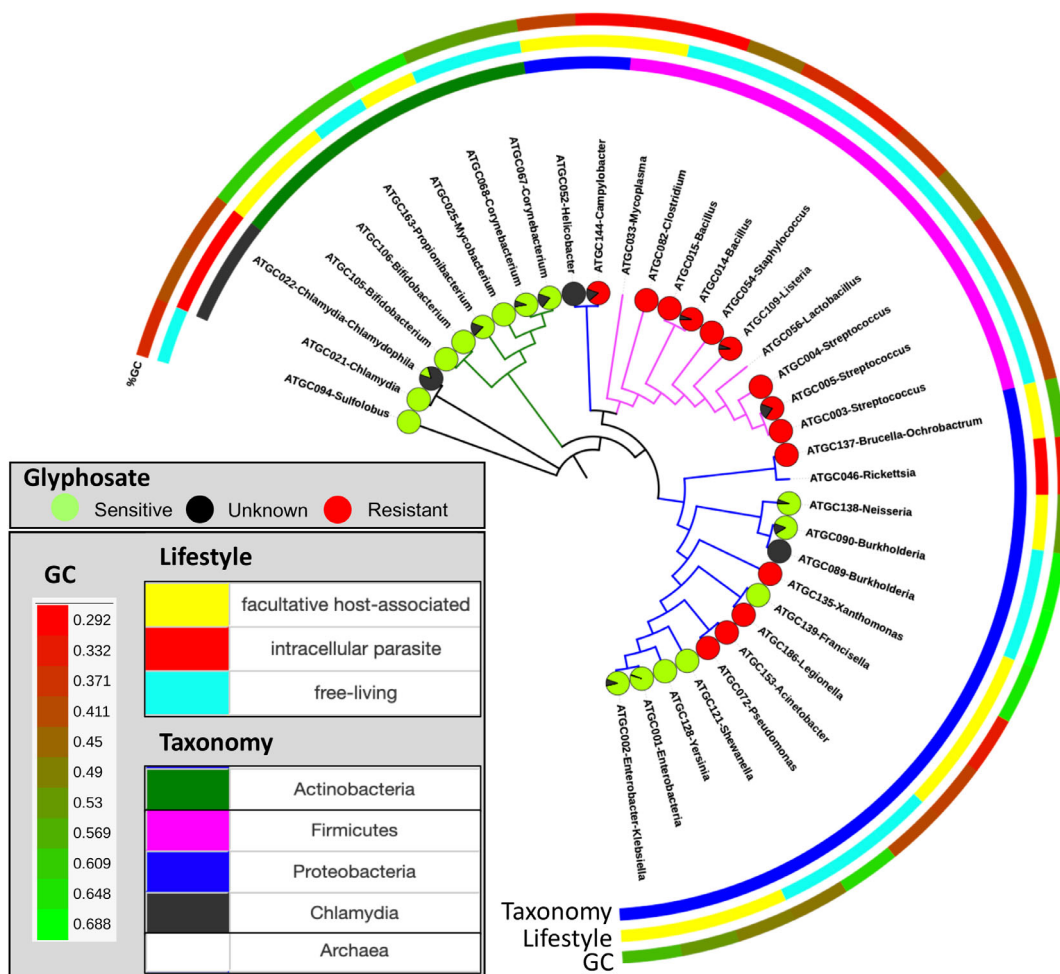 %GC
ATGC094-Sulfolobus
ATGC021-Chlamydia
ATGC022-Chlamydia-Chlamydophila
ATGC105-Bifidobacterium
ATGC106-Bifidobacterium
ATGC163-Propionibacterium
ATGC025-Mycobacterium
ATGC068-Corynebacterium
ATGC067-Corynebacterium
ATGC052-Helicobacter
ATGC144-Campylobacter
ATGC033-Mycoplasma
ATGC082-Clostridium
ATGC015-Bacillus
ATGC014-Bacillus
ATGC054-Staphylococcus
ATGC109-Listeria
ATGC056-Lactobacillus
ATGC004-Streptococcus
ATGC005-Streptococcus
ATGC003-Streptococcus
ATGC137-Brucella-Ochrobactrum
ATGC046-Rickettsia
ATGC138-Neisseria
ATGC090-Burkholderia
ATGC089-Burkholderia
ATGC135-Xanthomonas
ATGC139-Francisella
ATGC186-Legionella
ATGC153-Acinetobacter
ATGC072-Pseudomonas
ATGC121-Shewanella
ATGC128-Yersinia
ATGC001-Enterobacteria
ATGC002-Enterobacter-Klebsiella
Glyphosate
Sensitive Unknown Resistant
GC
0.292
0.332
0.371
0.411
0.45
0.49
0.53
0.569
0.609
0.648
0.688
Lifestyle
facultative host-associated
intracellular parasite
free-living
Taxonomy
Actinobacteria
Firmicutes
Proteobacteria
Chlamydia
Archaea
Taxonomy
Lifestyle
GC